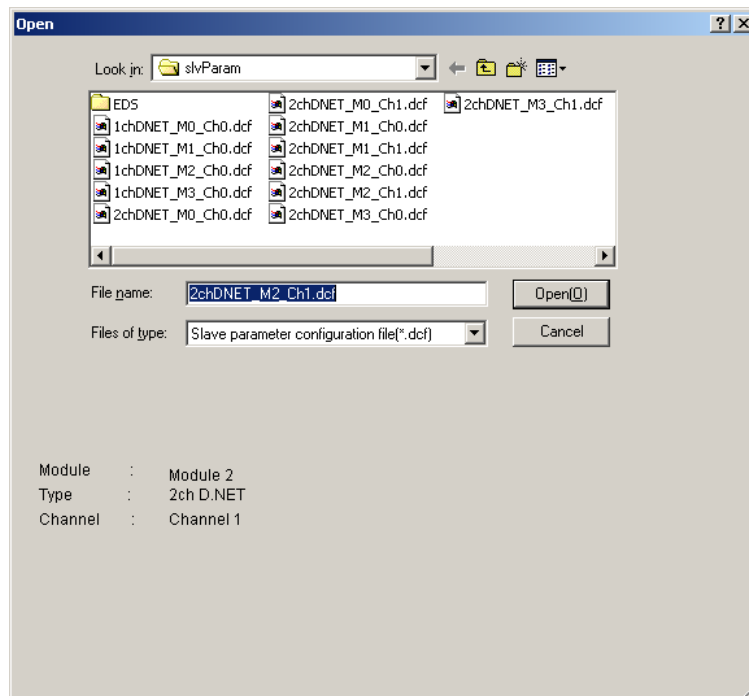 Open
Look in: slvParam
EDS
1chDNET_M0_Ch0.dcf
1chDNET_M1_Ch0.dcf
1chDNET_M2_Ch0.dcf
1chDNET_M3_Ch0.dcf
2chDNET_M0_Ch0.dcf
2chDNET_M0_Ch1.dcf
2chDNET_M1_Ch0.dcf
2chDNET_M1_Ch1.dcf
2chDNET_M2_Ch0.dcf
2chDNET_M2_Ch1.dcf
2chDNET_M3_Ch0.dcf
2chDNET_M3_Ch1.dcf
File name: 2chDNET_M2_Ch1.dcf Open(O)
Files of type: Slave parameter configuration file(*.dcf) Cancel
Module : Module 2
Type : 2ch D.NET
Channel : Channel 1